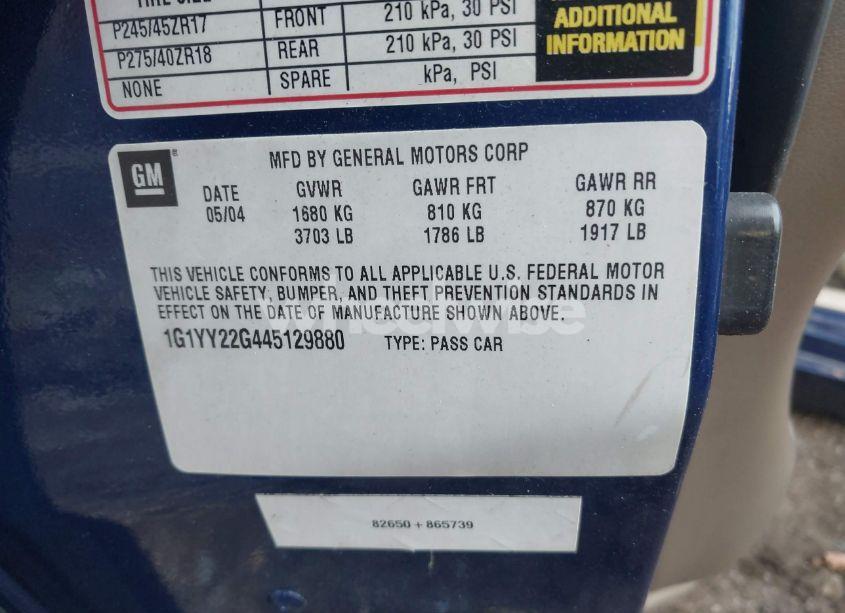 TIRE SIZE
P245/45ZR17 FRONT 210 kPa, 30 PSI
P275/40ZR18 REAR 210 kPa, 30 PSI
NONE SPARE kPa, PSI
ADDITIONAL
INFORMATION
GM ®
MFD BY GENERAL MOTORS CORP
DATE GVWR GAWR FRT GAWR RR
05/04 1680 KG 810 KG 870 KG
3703 LB 1786 LB 1917 LB
THIS VEHICLE CONFORMS TO ALL APPLICABLE U.S. FEDERAL MOTOR
VEHICLE SAFETY, BUMPER, AND THEFT PREVENTION STANDARDS IN
EFFECT ON THE DATE OF MANUFACTURE SHOWN ABOVE.
1G1YY22G445129880 TYPE: PASS CAR
82650 + 865739